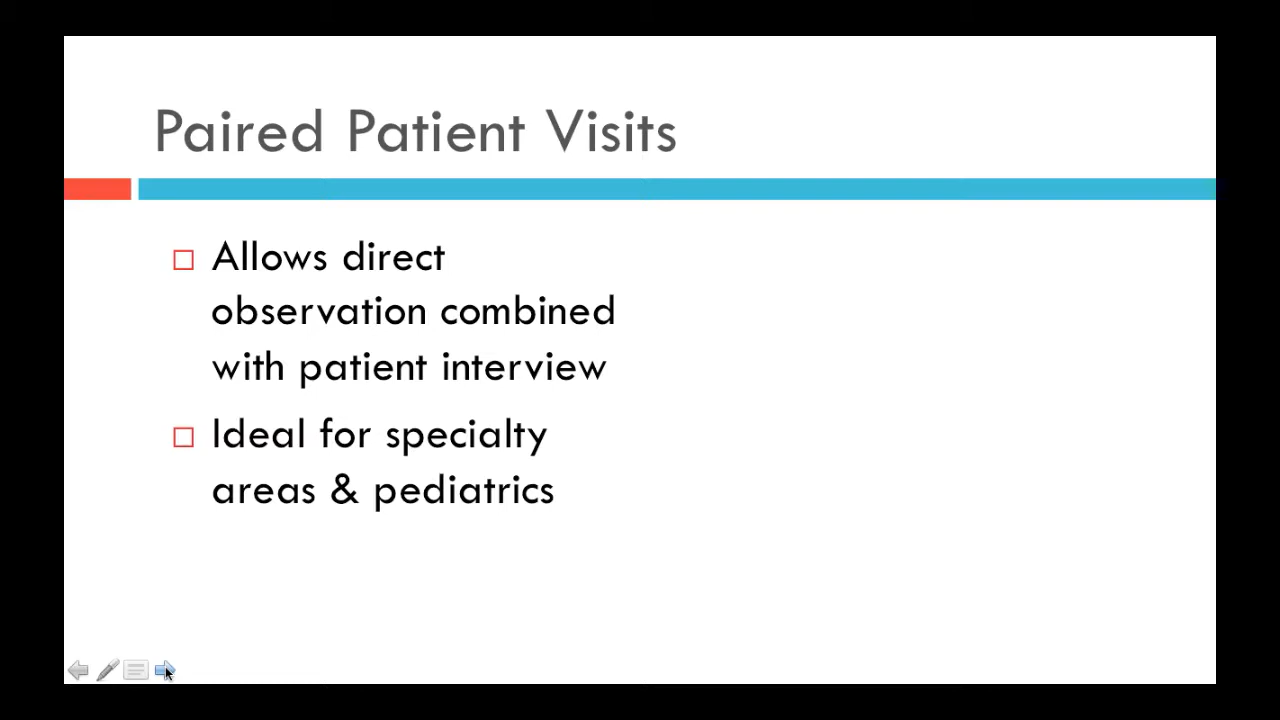 Paired Patient Visits
Allows direct
observation combined
with patient interview
Ideal for specialty
areas & pediatrics